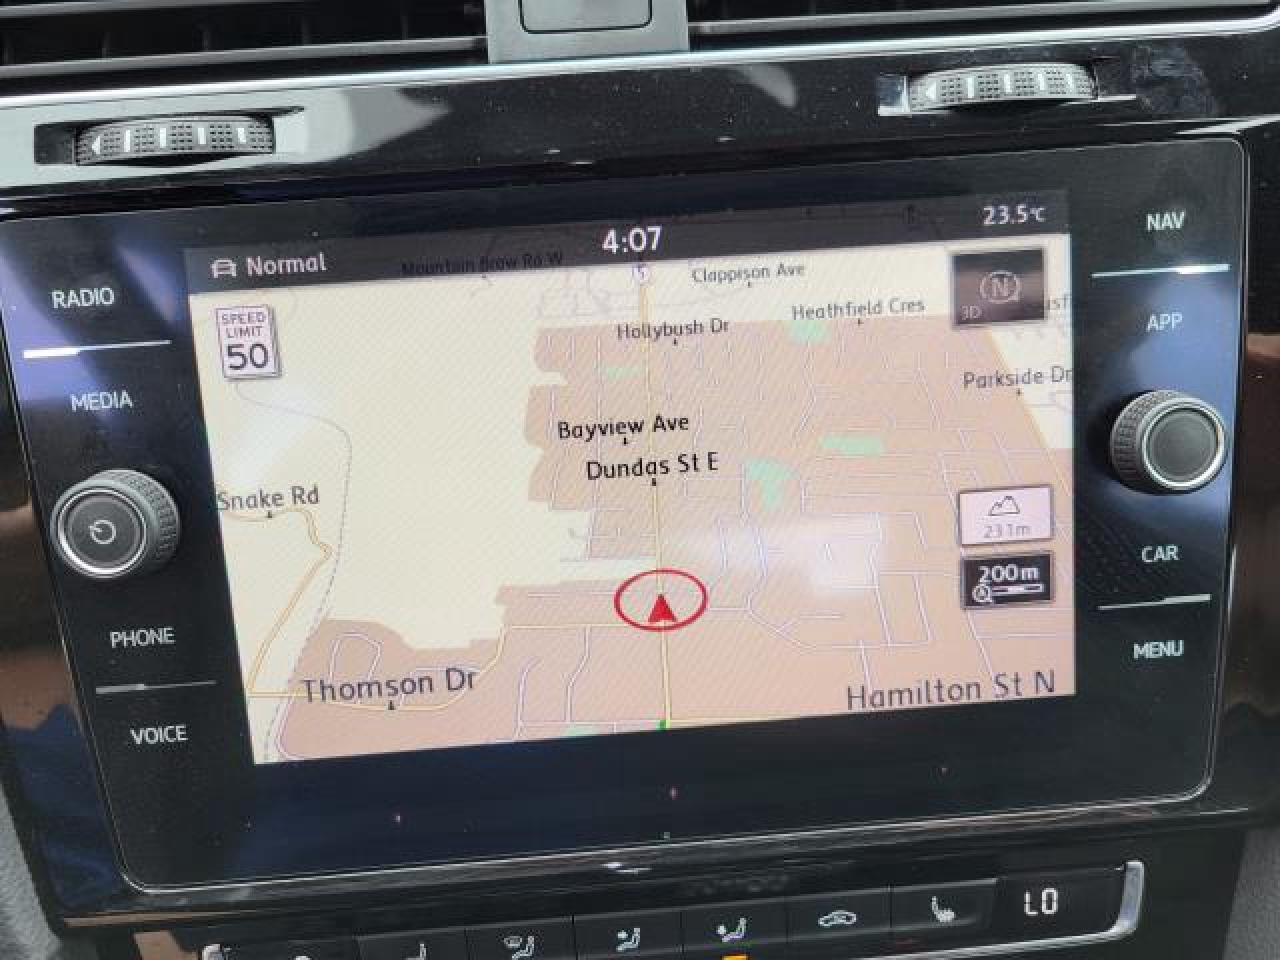 23.5°C
4:07
Normal
NAV
RADIO
Mountain Brow Rd W
5
Clappison Ave
N
3D
SPEED
LIMIT
50
Hollybush Dr
Heathfield Cres
APP
MEDIA
Parkside Dr
Bayview Ave
Dundas St E
Snake Rd
231m
CAR
200m
A
PHONE
MENU
Thomson Dr
Hamilton St N
VOICE
LO